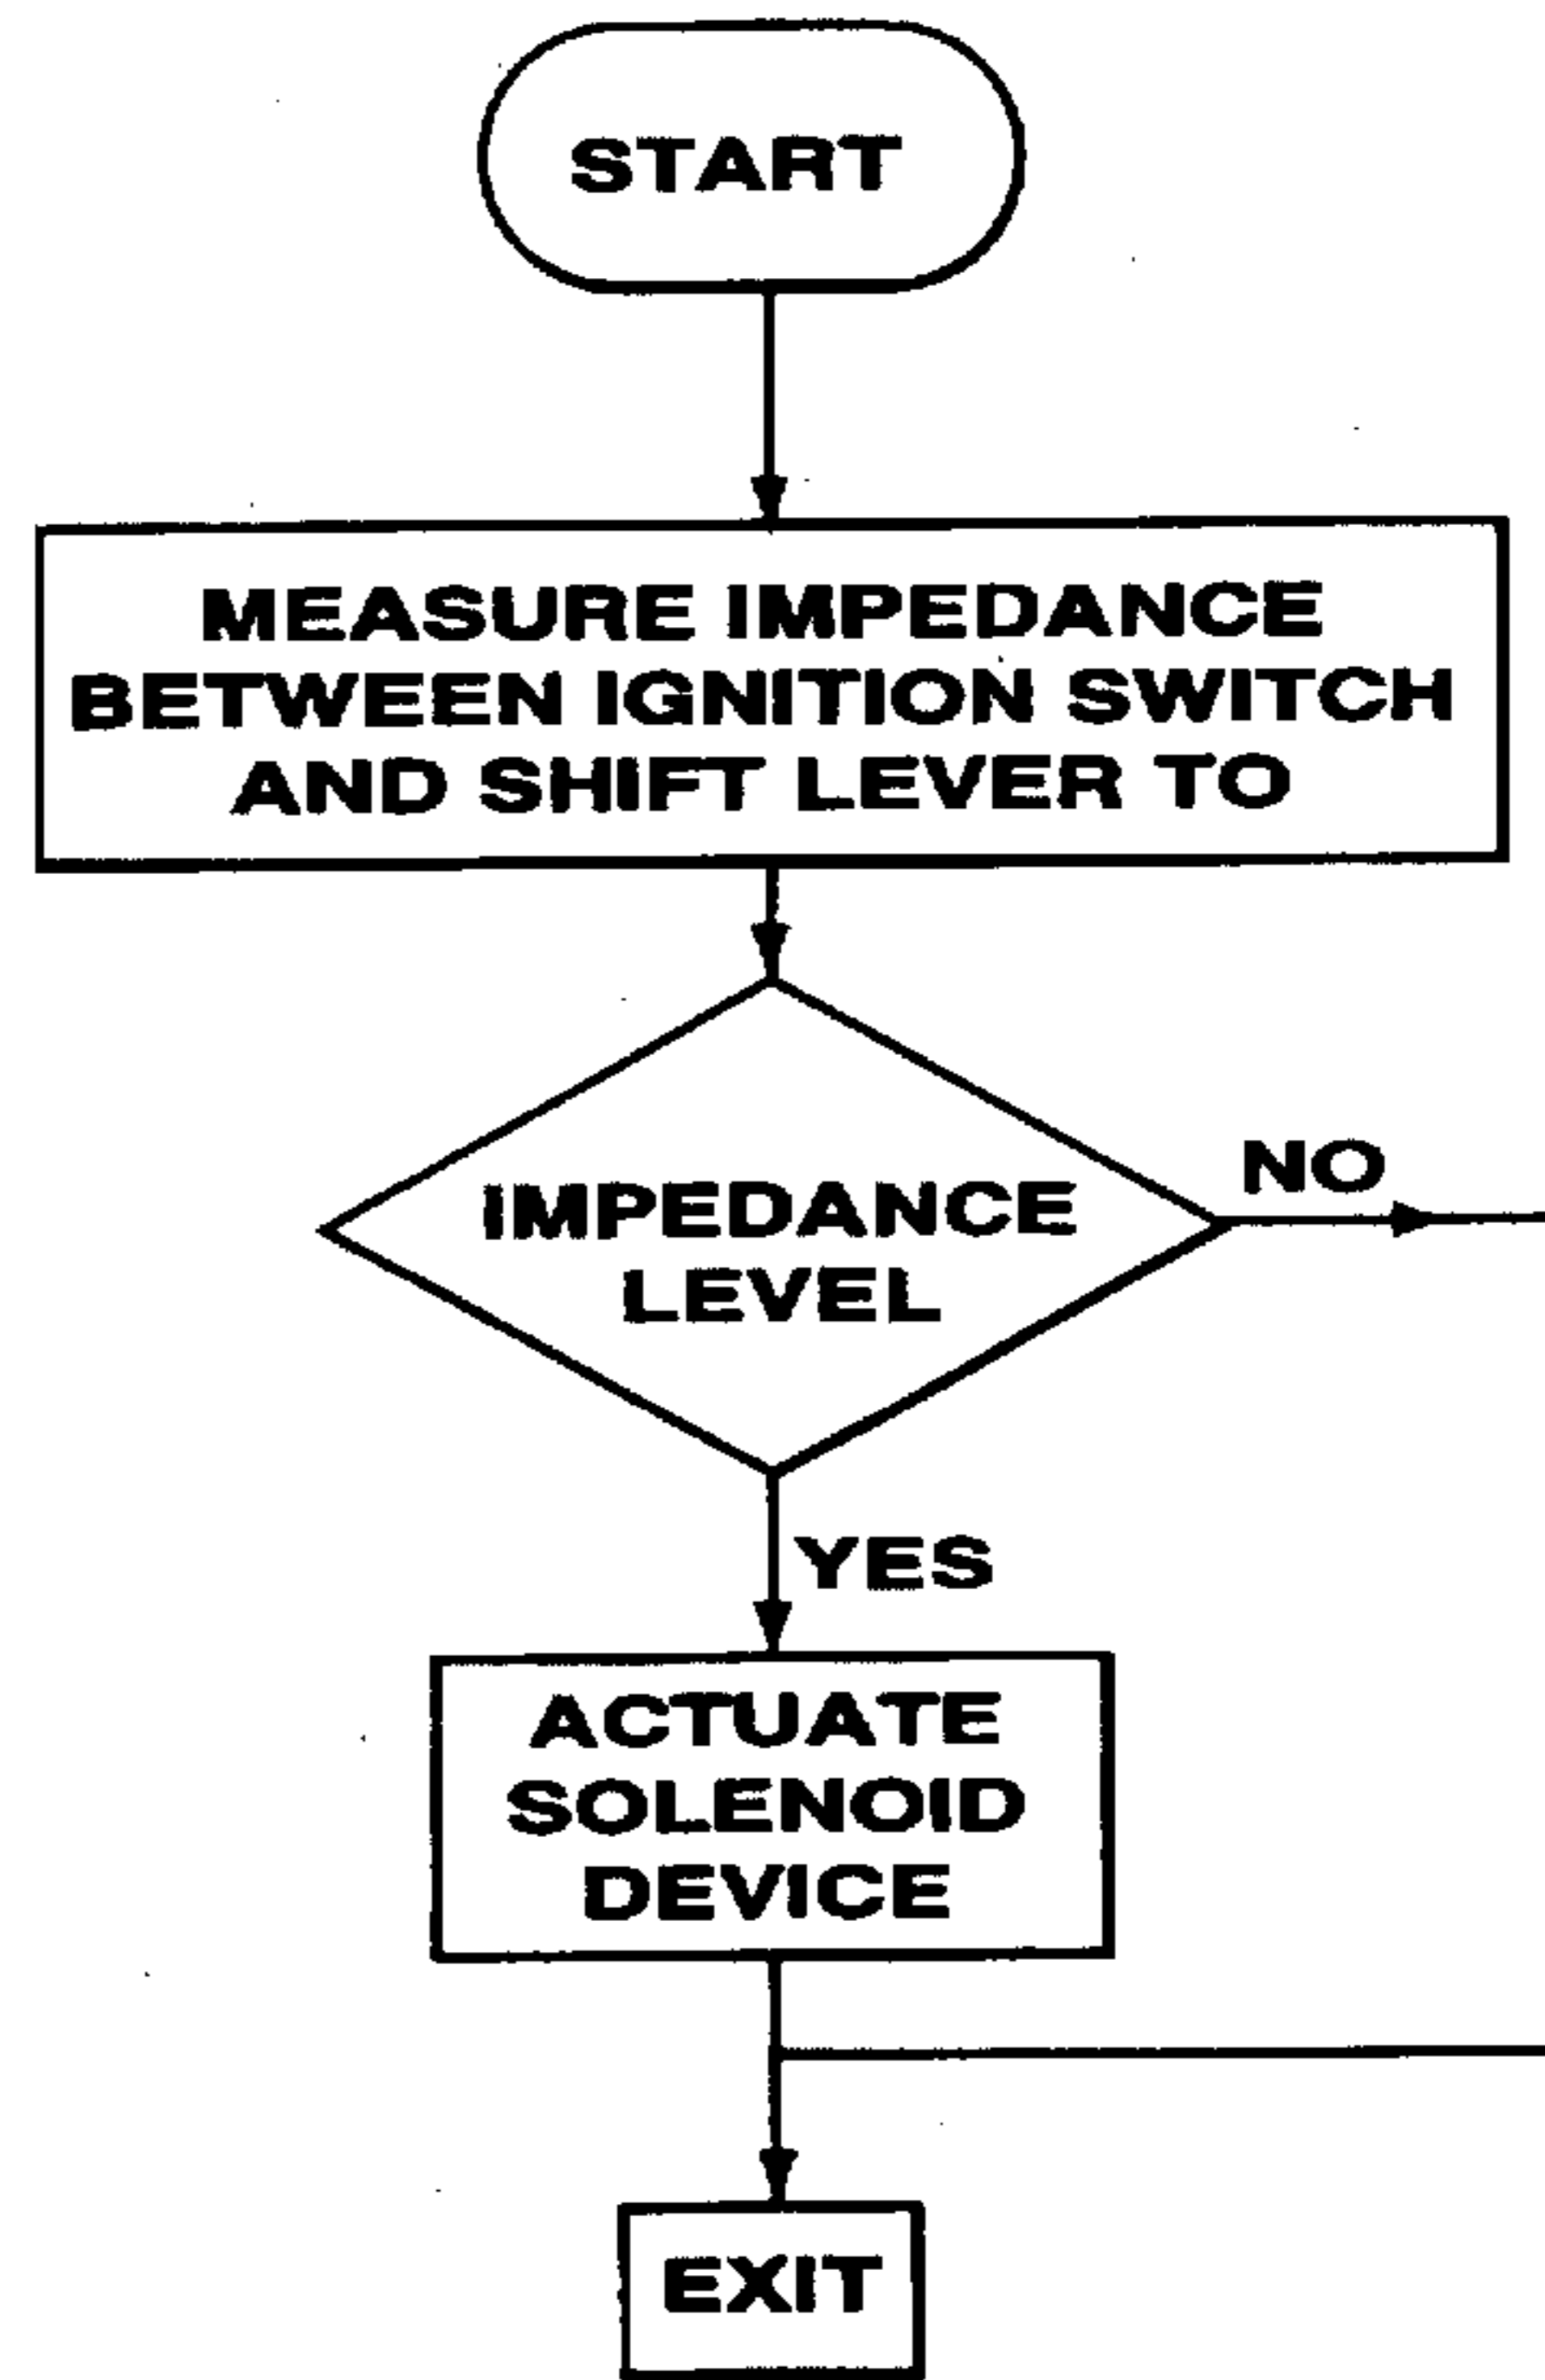 START
MEASURE IMPEDANCE
BETWEEN IGNITION SWITCH
AND SHIFT LEVER TO
IMPEDANCE
LEVEL
NO
YES
ACTUATE
SOLENOID
DEVICE
EXIT